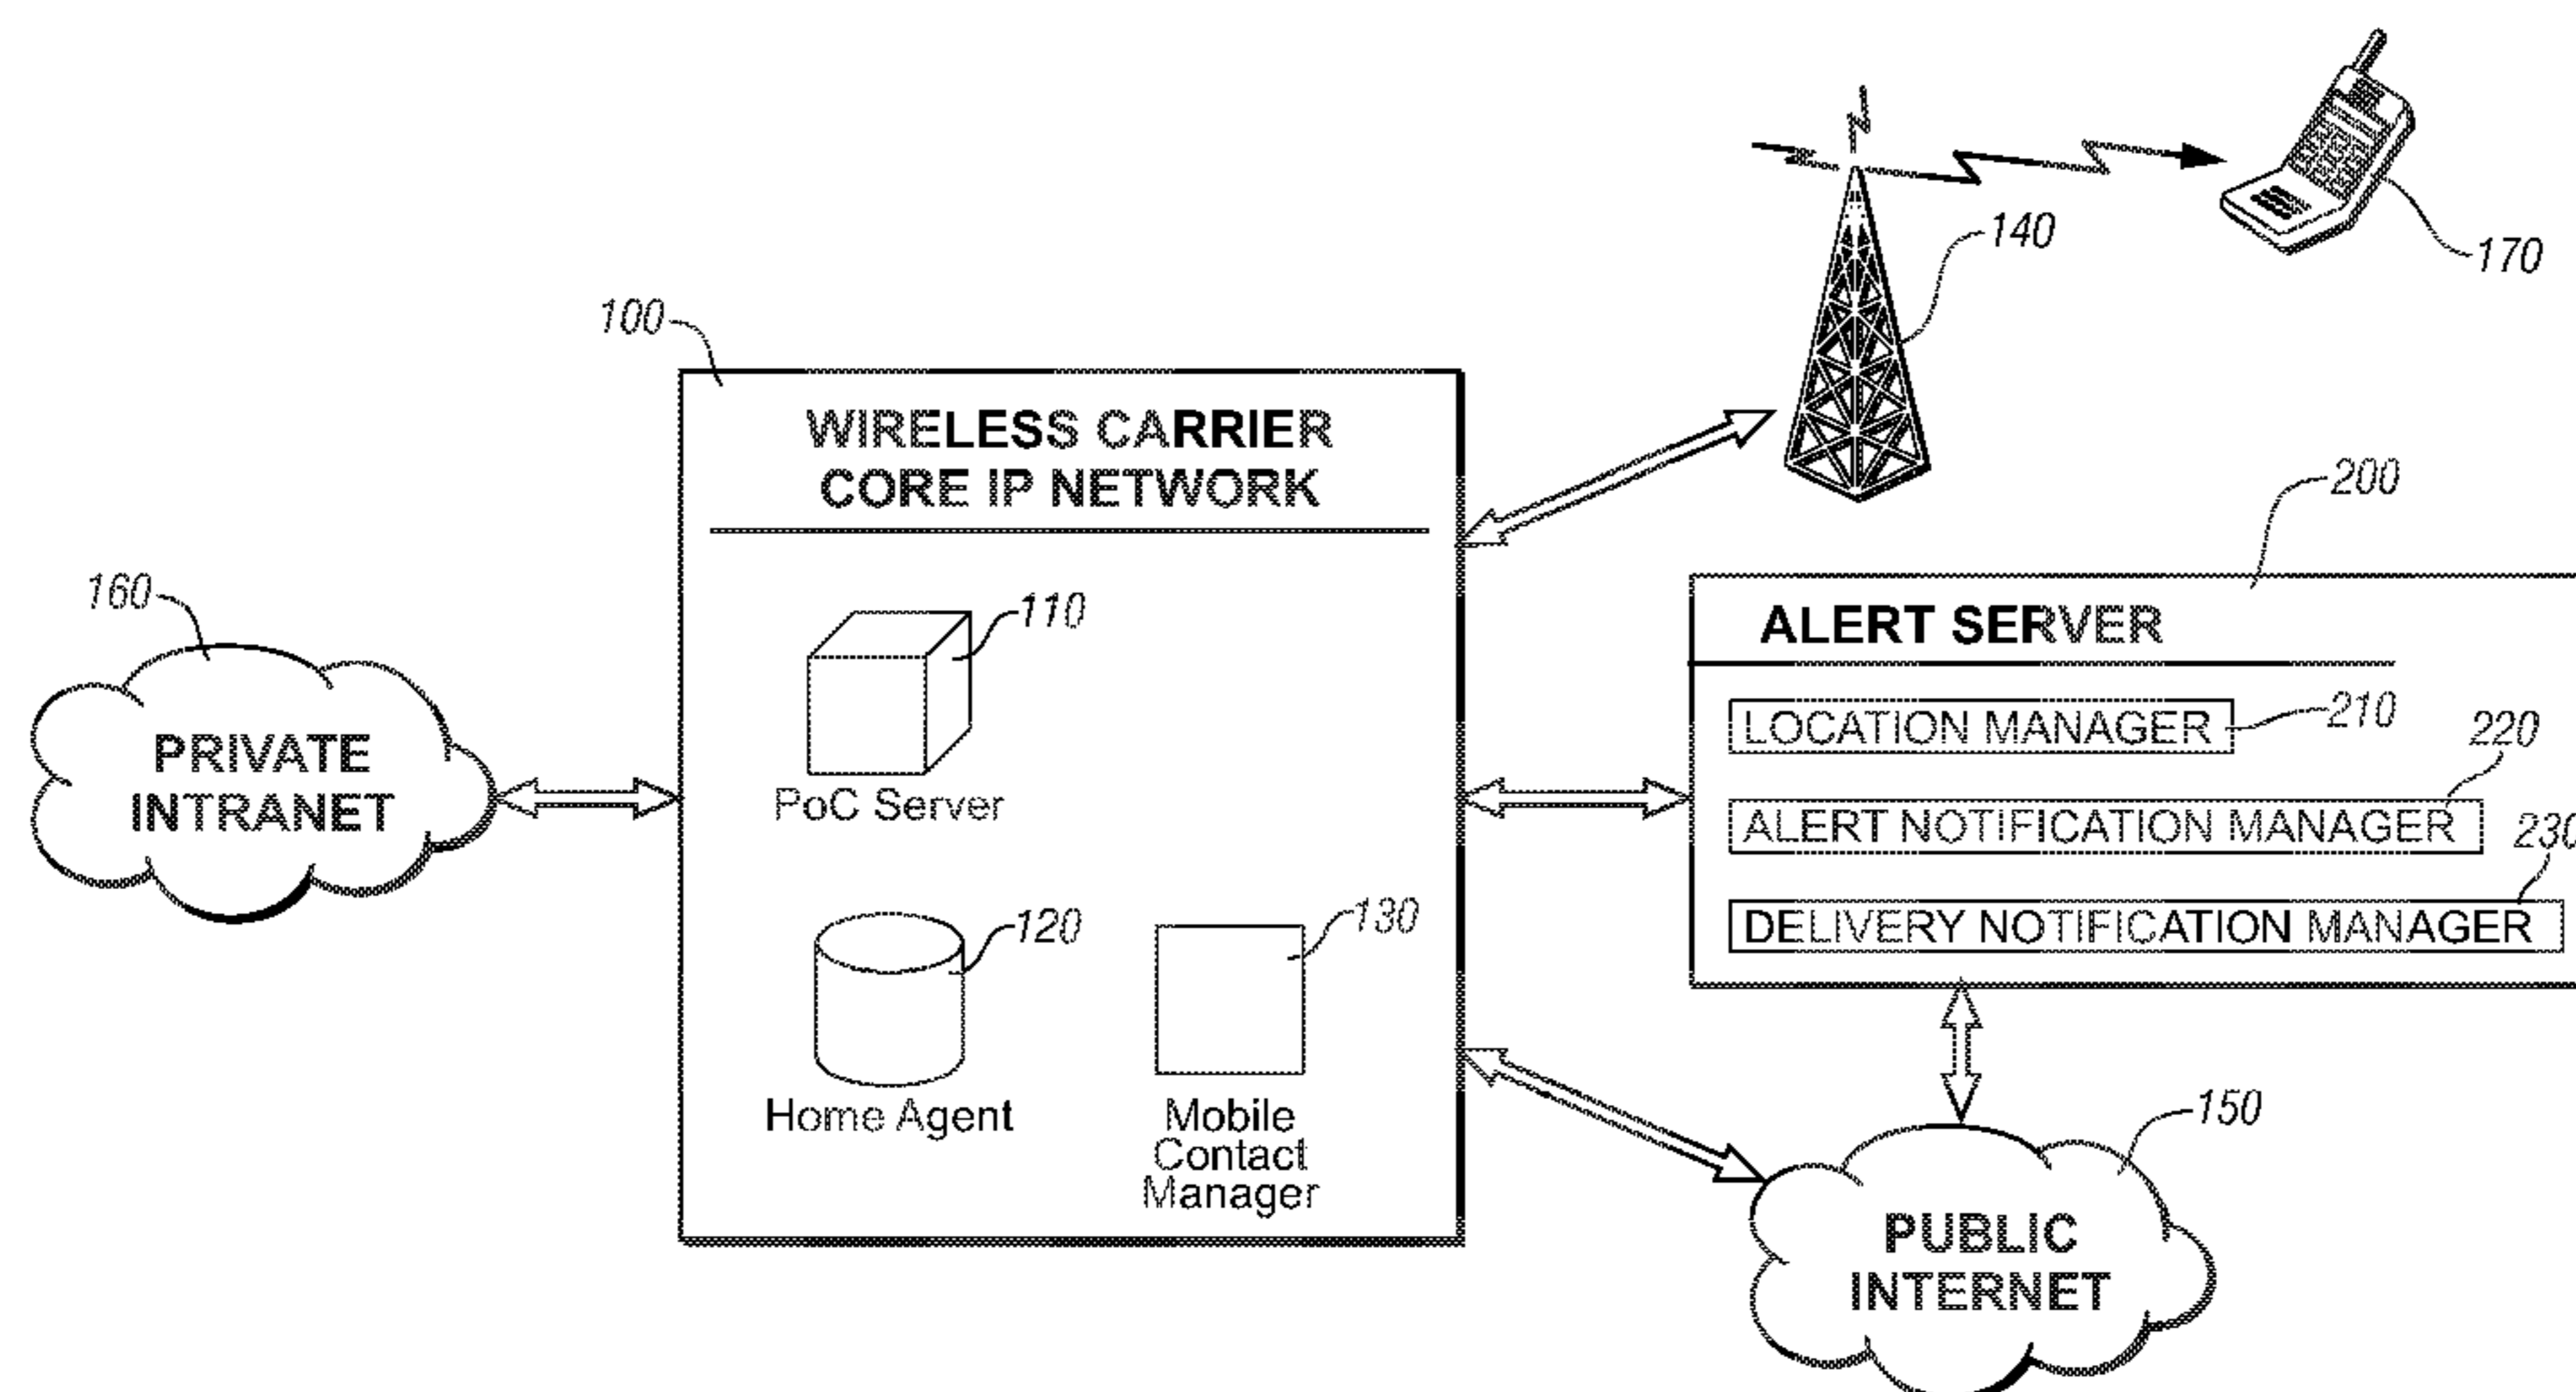 140
170
100
WIRELESS CARRIER
CORE IP NETWORK
200
160
110
ALERT SERVER
PRIVATE
INTRANET
PoC Server
LOCATION MANAGER
210
220
ALERT NOTIFICATION MANAGER
230
DELIVERY NOTIFICATION MANAGER
120
130
Home Agent
Mobile
Contact
Manager
150
PUBLIC
INTERNET